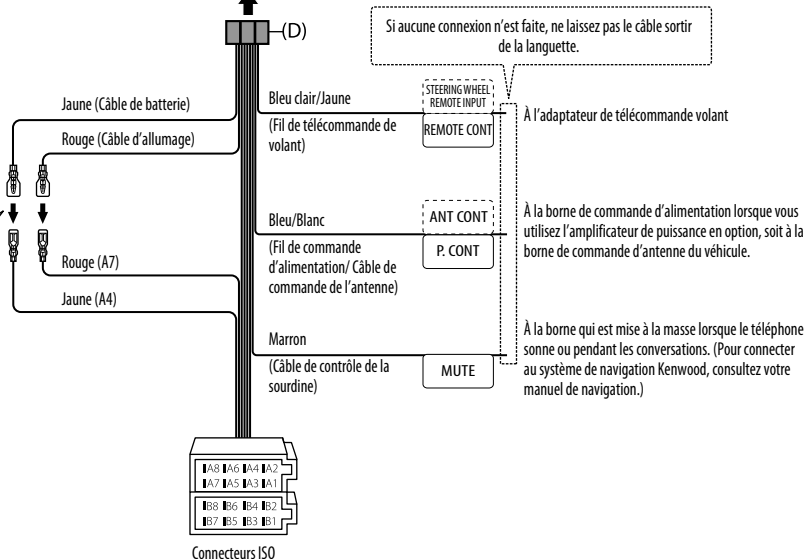 (D)
Si aucune connexion n'est faite, ne laissez pas le câble sortir
de la languette.
Jaune (Câble de batterie)
Rouge (Câble d'allumage)
Bleu clair/Jaune
(Fil de télécommande de
volant)
STEERING WHEEL
REMOTE INPUT
REMOTE CONT
À l'adaptateur de télécommande volant
Bleu/Blanc
(Fil de commande
d'alimentation/ Câble de
commande de l'antenne)
ANT CONT
P. CONT
À la borne de commande d'alimentation lorsque vous
utilisez l'amplificateur de puissance en option, soit à la
borne de commande d'antenne du véhicule.
Rouge (A7)
Jaune (A4)
Marron
(Câble de contrôle de la
sourdine)
MUTE
À la borne qui est mise à la masse lorsque le téléphone
sonne ou pendant les conversations. (Pour connecter
au système de navigation Kenwood, consultez votre
manuel de navigation.)
A8 A6 A4 A2
A7 A5 A3 A1
B8 B6 B4 B2
B7 B5 B3 B1
Connecteurs ISO